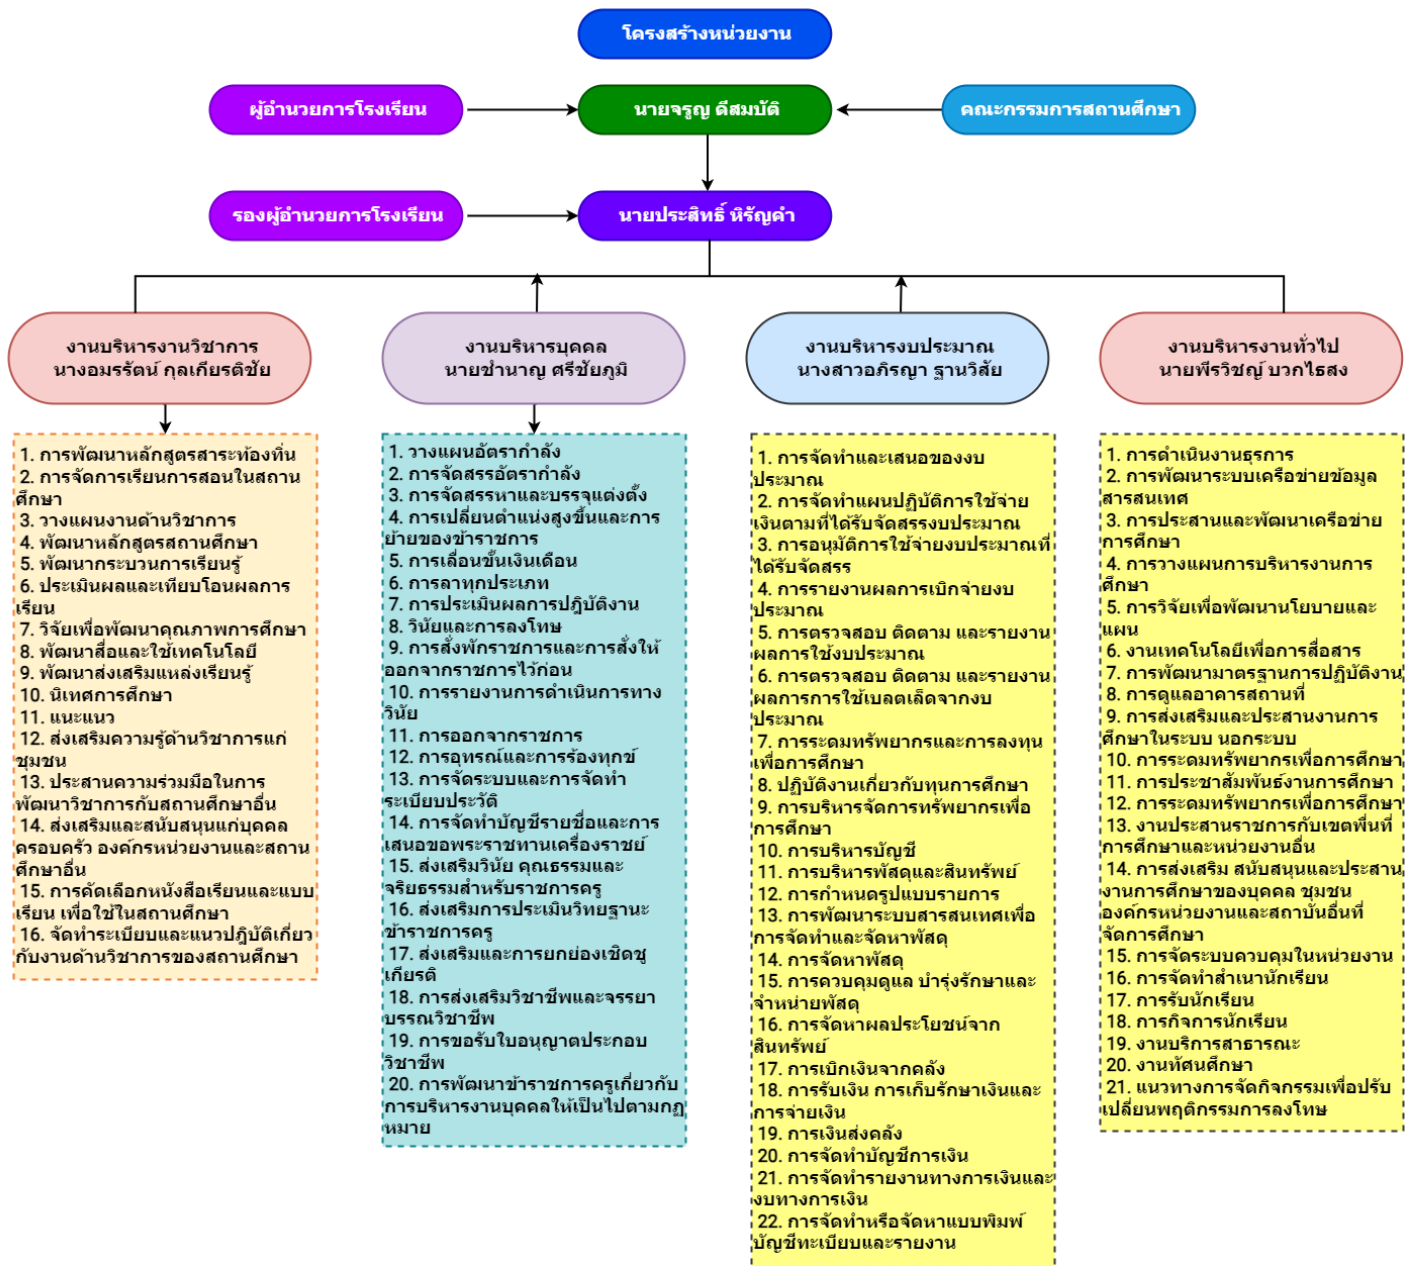 โครงสร้างหน่วยงาน
ผู้อำนวยการโรงเรียน
นายจรูญ ดีสมบัติ
คณะกรรมการสถานศึกษา
รองผู้อำนวยการโรงเรียน
นายประสิทธิ์ หิรัญคำ
งานบริหารงานวิชาการ
นางอมรรัตน์ กุลเกียรติชัย
งานบริหารบุคคล
นายชำนาญ ศรีชัยภูมิ
งานบริหารงบประมาณ
นางสาวอภิรญา ฐานวิสัย
งานบริหารงานทั่วไป
นายพีรวิชญ์ บวกไธสง
1. การพัฒนาหลักสูตรสาระท้องที่น
2. การจัดการเรียนการสอนในสถาน
ศึกษา
3. วางแผนงานด้านวิชาการ
4. พัฒนาหลักสูตรสถานศึกษา
5. พัฒนากระบวนการเรียนรู้
6. ประเมินผลและเทียบโอนผลการ
เรียน
7. วิจัยเพื่อพัฒนาคุณภาพการศึกษา
8. พัฒนาสื่อและใช้เทคโนโลยี
9. พัฒนาส่งเสริมแหล่งเรียนรู้
10. นิเทศการศึกษา
11. แนะแนว
12. ส่งเสริมความรู้ด้านวิชาการแก่
ชุมชน
13. ประสานความร่วมมือในการ
พัฒนาวิชาการกับสถานศึกษาอื่น
14. ส่งเสริมและสนับสนุนแก่บุคคล
ครอบครัว องค์กรหน่วยงานและสถาน
ศึกษาอื่น
15. การคัดเลือกหนังสือเรียนและแบบ
เรียน เพื่อใช้ในสถานศึกษา
16. จัดทำระเบียบและแนวปฏิบัติเกี่ยว
กับงานด้านวิชาการของสถานศึกษา
1. วางแผนอัตรากำลัง
2. การจัดสรรอัตรากำลัง
3. การจัดสรรหาและบรรจุแต่งตั้ง
4. การเปลี่ยนตำแน่งสูงขึ้นและการ
ย้ายของข้าราชการ
5. การเลื่อนขั้นเงินเดือน
6. การลาทุกประเภท
7. การประเมินผลการปฎิบัติงาน
8. วินัยและการลงโทษ
9. การสั่งพักราชการและการสั่งให้
ออกจากราชการไว้ก่อน
10. การรายงานการดำเนินการทาง
วินัย
11. การออกจากราชการ
12. การอุทรณ์และการร้องทุกข์
13. การจัดระบบและการจัดทำ
ระเบียบประวัติ
14. การจัดทำบัญชีรายชื่อและการ
เสนอขอพระราชทานเครื่องราชย์
15. ส่งเสริมวินัย คุณธรรมและ
จริยธรรมสำหรับราชการครู
16. ส่งเสริมการประเมินวิทยฐานะ
ข้าราชการครู
17. ส่งเสริมและการยกย่องเชิดชู
เกียรติ
18. การส่งเสริมวิชาชีพและจรรยา
บรรณวิชาชีพ
19. การขอรับใบอนุญาตประกอบ
วิชาชีพ
20. การพัฒนาข้าราชการครูเกี่ยวกับ
การบริหารงานบุคคลให้เป็นไปตามกฏ
หมาย
1. การจัดทำและเสนอของงบ
ประมาณ
2. การจัดทำแผนปฏิบัติการใช้จ่าย
เงินตามที่ได้รับจัดสรรงบประมาณ
3. การอนุมัติการใช้จ่ายงบประมาณที่
ได้รับจัดสรร
4. การรายงานผลการเบิกจ่ายงบ
ประมาณ
5. การตรวจสอบ ติดตาม และรายงาน
ผลการใช้งบประมาณ
6. การตรวจสอบ ติดตาม และรายงาน
ผลการการใช้เบลตเล็ดจากงบ
ประมาณ
7. การระดมทรัพยากรและการลงทุน
เพื่อการศึกษา
8. ปฏิบัติงานเกี่ยวกับทุนการศึกษา
9. การบริหารจัดการทรัพยากรเพื่อ
การศึกษา
10. การบริหารบัญชี
11. การบริหารพัสดุและสินทรัพย์
12. การกำหนดรูปแบบรายการ
13. การพัฒนาระบบสารสนเทศเพื่อ
การจัดทำและจัดหาพัสดุ
14. การจัดหาพัสดุ
15. การควบคุมดูแล บำรุ่งรักษาและ
จำหน่ายพัสดุ
16. การจัดหาผลประโยชน์จาก
สินทรัพย์
17. การเบิกเงินจากคลัง
18. การรับเงิน การเก็บรักษาเงินและ
การจ่ายเงิน
19. การเงินส่งคลัง
20. การจัดทำบัญชีการเงิน
21. การจัดทำรายงานทางการเงินและ
งบทางการเงิน
22. การจัดทำหรือจัดหาแบบพิมพ์
บัญชีทะเบียบและรายงาน
1. การดำเนินงานธุรการ
2. การพัฒนาระบบเครือข่ายข้อมูล
สารสนเทศ
3. การประสานและพัฒนาเครือข่าย
การศึกษา
4. การวางแผนการบริหารงานการ
ศึกษา
5. การวิจัยเพื่อพัฒนานโยบายและ
แผน
6. งานเทคโนโลยีเพื่อการสื่อสาร
7. การพัฒนามาตรฐานการปฏิบัติงาน
8. การดูแลอาคารสถานที่
9. การส่งเสริมและประสานงานการ
ศึกษาในระบบ นอกระบบ
10. การระดมทรัพยากรเพื่อการศึกษา
11. การประชาสัมพันธ์งานการศึกษา
12. การระดมทรัพยากรเพื่อการศึกษา
13. งานประสานราชการกับเขตพื่นที่
การศึกษาและหน่วยงานอื่น
14. การส่งเสริม สนับสนุนและประสาน
งานการศึกษาของบุคคล ชุมชน
องค์กรหน่วยงานและสถาบันอื่นที่
จัดการศึกษา
15. การจัดระบบควบคุมในหน่วยงาน
16. การจัดทำสำเนานักเรียน
17. การรับนักเรียน
18. การกิจการนักเรียน
19. งานบริการสาธารณะ
20. งานทัศนศึกษา
21. แนวทางการจัดกิจกรรมเพื่อปรับ
เปลี่ยนพฤติกรรมการลงโทษ